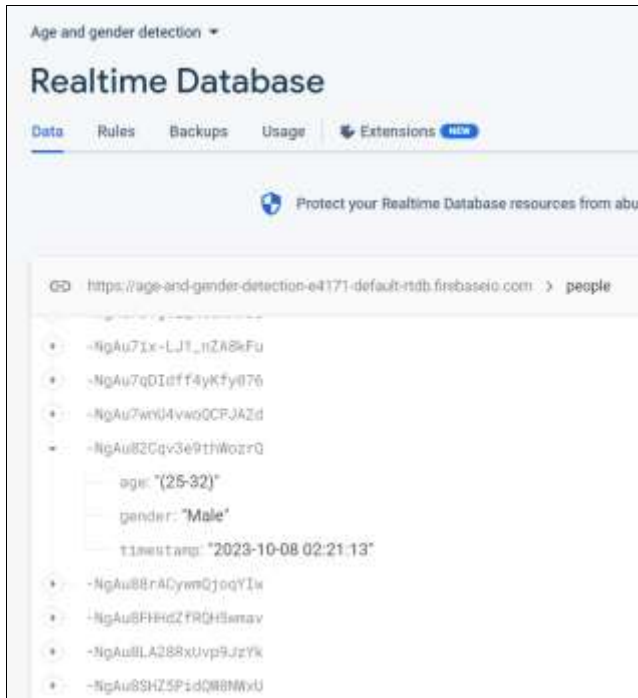 Age and gender detection
Realtime Database
Data Rules Backups Usage Extensions NEW
Protect your Realtime Database resources from abu
https://age-and-gender-detection-e4171-default-rtdb.firebaseio.com > people
-NgAu7ix-LJ1_nZA8kFu
-NgAu7qDIdff4yKfy076
-NgAu7wnU4vwoQCPJAZd
-NgAu82Cqv3e9thWozrQ
age: "(25-32)"
gender: "Male"
timestamp: "2023-10-08 02:21:13"
-NgAu88rACywmQjoqYIw
-NgAu8FHHdZfRQH5wmav
-NgAu8LA28RxUvp9JzYk
-NgAu8SHZ5PidQW8NWxU